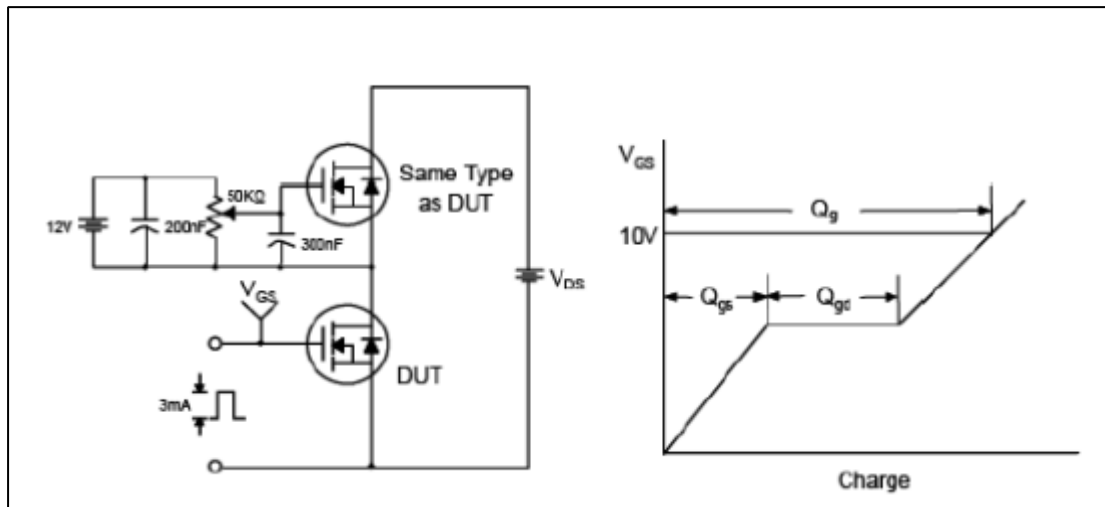 Same Type
as DUT
50KΩ
12V
200nF
300nF
VGS
VDS
DUT
3mA
VGS
Qg
10V
Qgs
Qgd
Charge